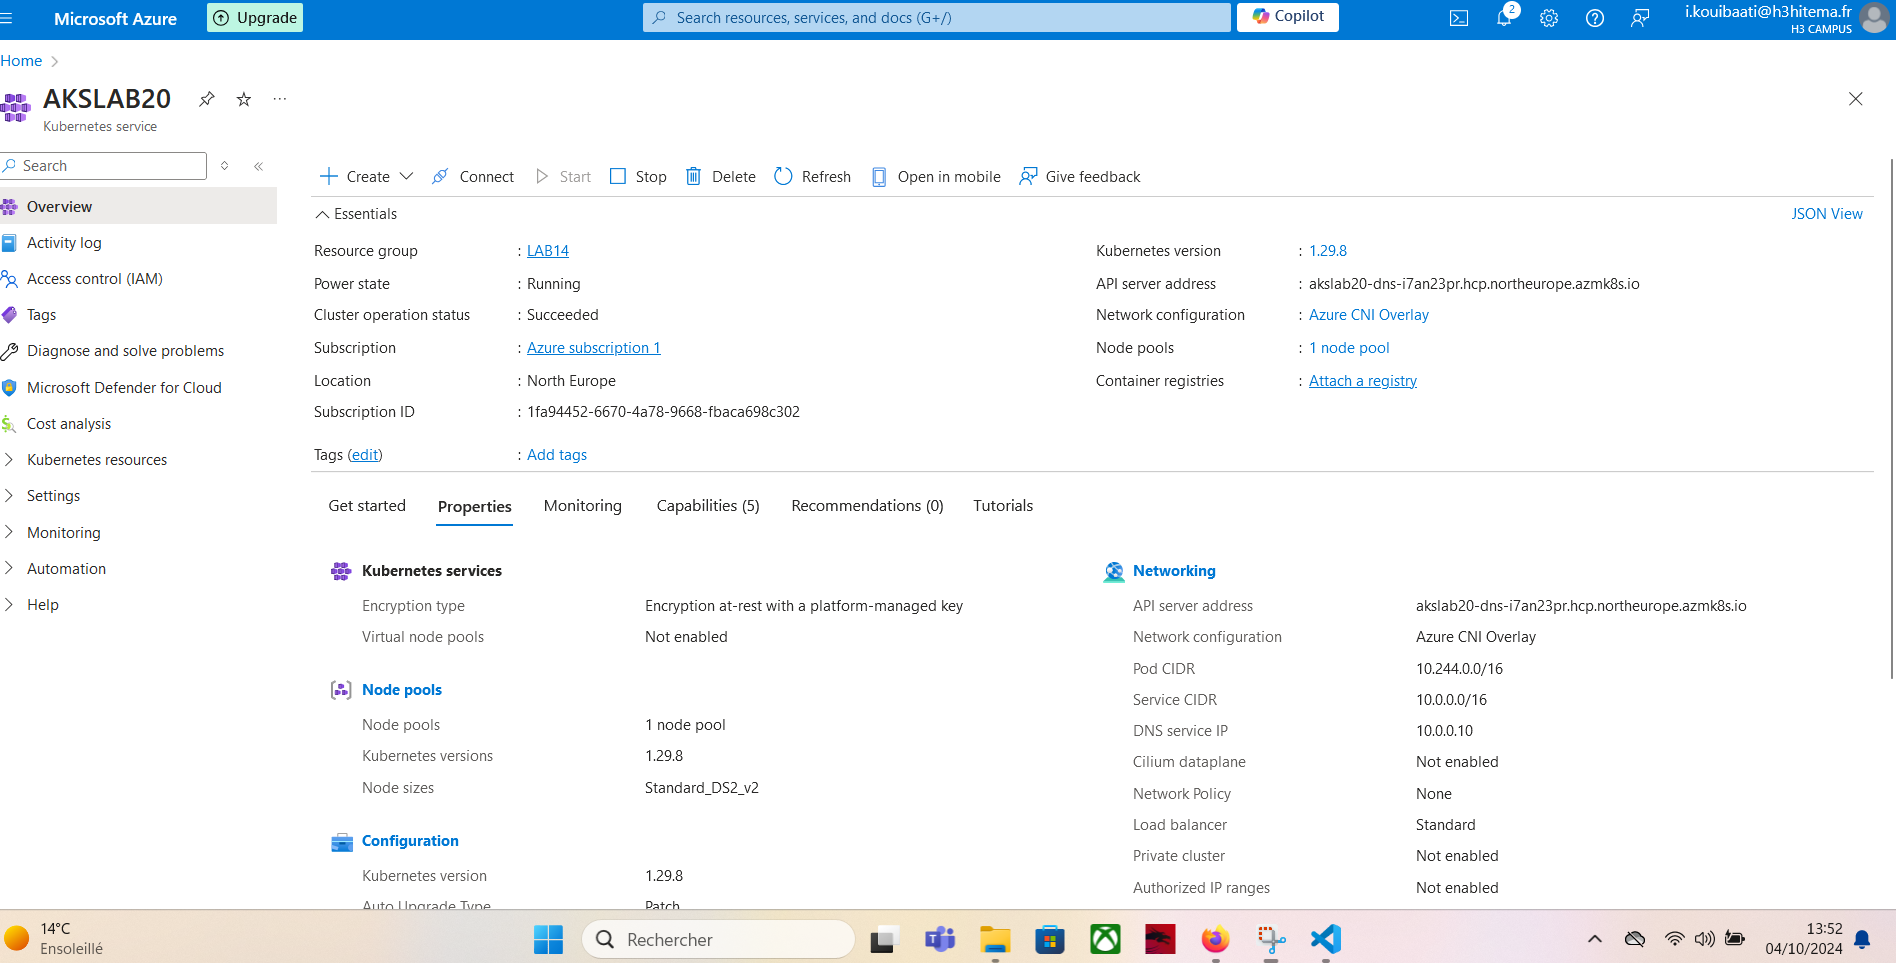 Microsoft Azure
Upgrade
Search resources, services, and docs (G+/)
Copilot
2
i.kouibaati@h3hitema.fr
H3 CAMPUS
Home
AKSLAB20
Kubernetes service
Search
Create
Connect
Start
Stop
Delete
Refresh
Open in mobile
Give feedback
Overview
Activity log
Access control (IAM)
Tags
Diagnose and solve problems
Microsoft Defender for Cloud
Cost analysis
Kubernetes resources
Settings
Monitoring
Automation
Help
Essentials
JSON View
Resource group : LAB14
Power state : Running
Cluster operation status : Succeeded
Subscription : Azure subscription 1
Location : North Europe
Subscription ID : 1fa94452-6670-4a78-9668-fbaca698c302
Tags (edit) : Add tags
Kubernetes version : 1.29.8
API server address : akslab20-dns-i7an23pr.hcp.northeurope.azmk8s.io
Network configuration : Azure CNI Overlay
Node pools : 1 node pool
Container registries : Attach a registry
Get started
Properties
Monitoring
Capabilities (5)
Recommendations (0)
Tutorials
Kubernetes services
Encryption type Encryption at-rest with a platform-managed key
Virtual node pools Not enabled
Node pools
Node pools 1 node pool
Kubernetes versions 1.29.8
Node sizes Standard_DS2_v2
Configuration
Kubernetes version 1.29.8
Auto Upgrade Type Patch
Networking
API server address akslab20-dns-i7an23pr.hcp.northeurope.azmk8s.io
Network configuration Azure CNI Overlay
Pod CIDR 10.244.0.0/16
Service CIDR 10.0.0.0/16
DNS service IP 10.0.0.10
Cilium dataplane Not enabled
Network Policy None
Load balancer Standard
Private cluster Not enabled
Authorized IP ranges Not enabled
14°C
Ensoleillé
Rechercher
13:52
04/10/2024